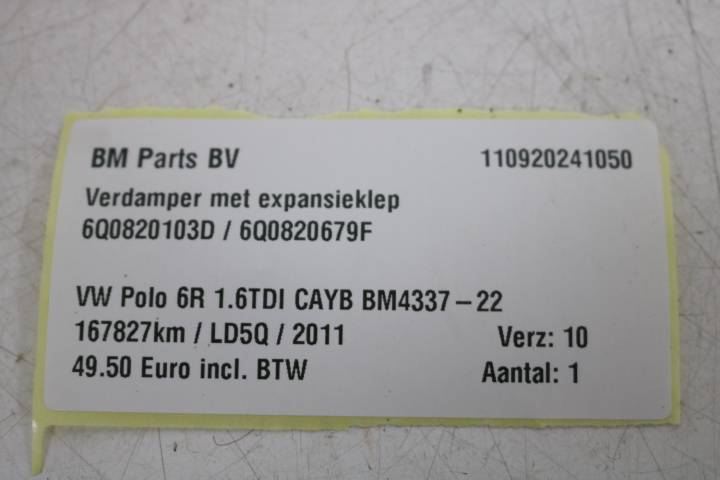 BM Parts BV 110920241050
Verdamper met expansieklep
6Q0820103D / 6Q0820679F
VW Polo 6R 1.6TDI CAYB BM4337-22
167827km / LD5Q / 2011 Verz: 10
49.50 Euro incl. BTW Aantal: 1